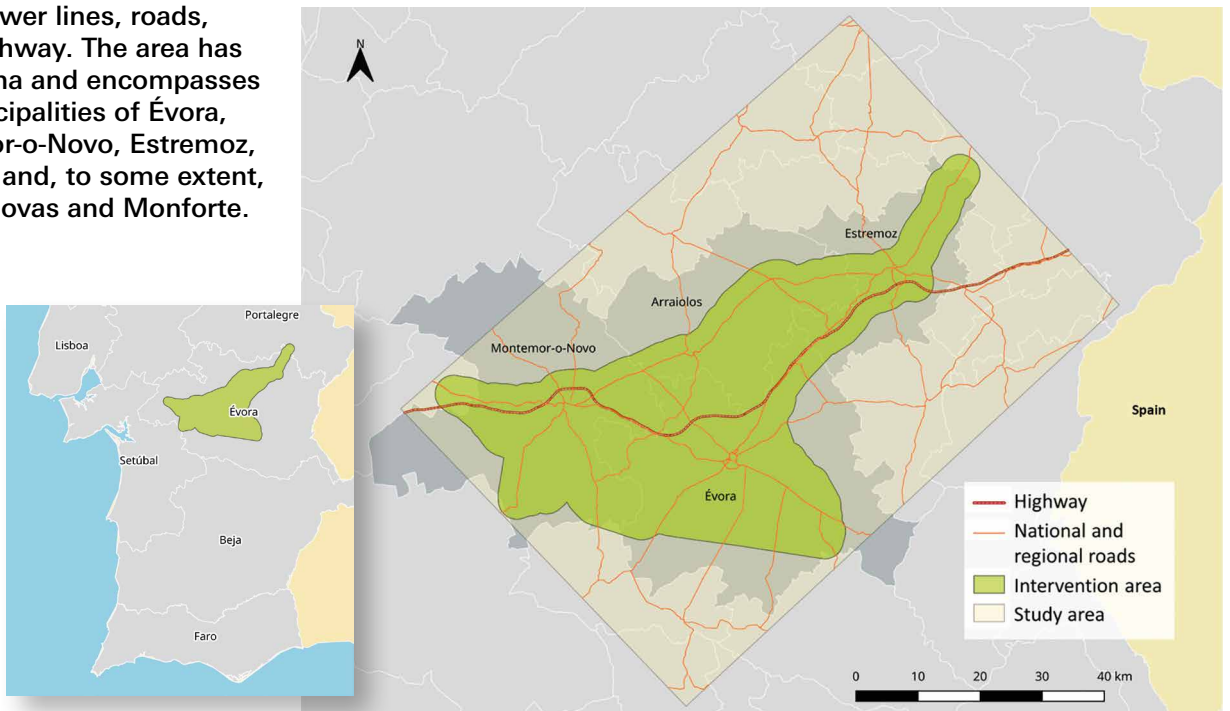 wer lines, roads,
hway. The area has
na and encompasses
cipalities of Évora,
or-o-Novo, Estremoz,
and, to some extent,
ovas and Monforte.
N
Estremoz
Arraiolos
Montemor-o-Novo
Évora
Spain
Highway
National and
regional roads
Intervention area
Study area
0 10 20 30 40 km
Portalegre
Lisboa
Évora
Setúbal
Beja
Faro